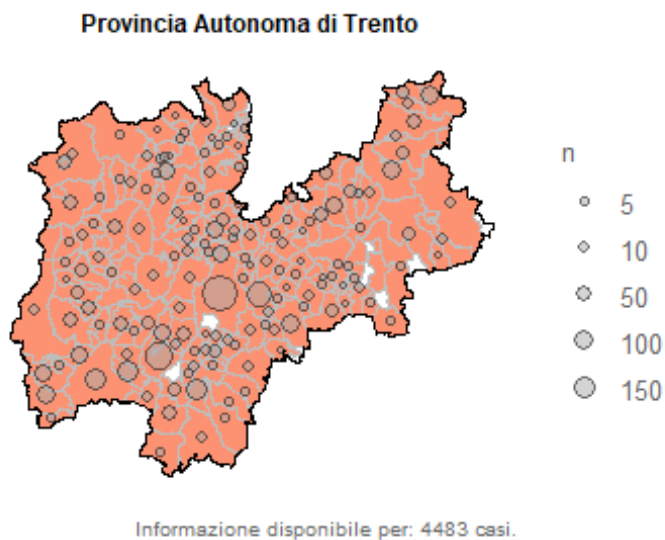 Provincia Autonoma di Trento
n
5
10
50
100
150
Informazione disponibile per: 4483 casi.